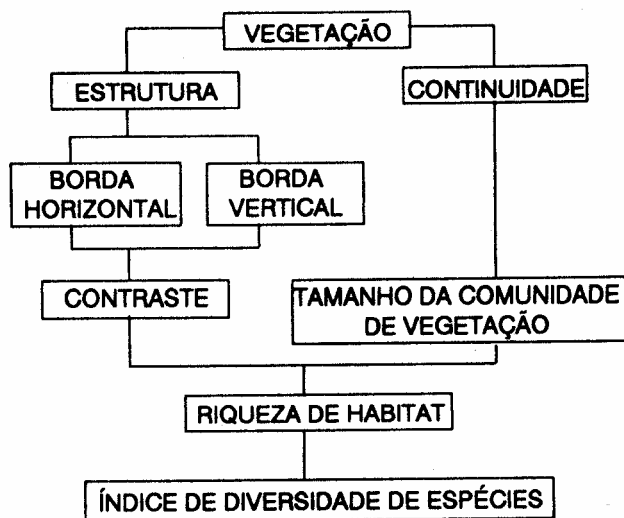 VEGETAÇÃO
ESTRUTURA
CONTINUIDADE
BORDA
HORIZONTAL
BORDA
VERTICAL
CONTRASTE
TAMANHO DA COMUNIDADE
DE VEGETAÇÃO
RIQUEZA DE HABITAT
ÍNDICE DE DIVERSIDADE DE ESPÉCIES